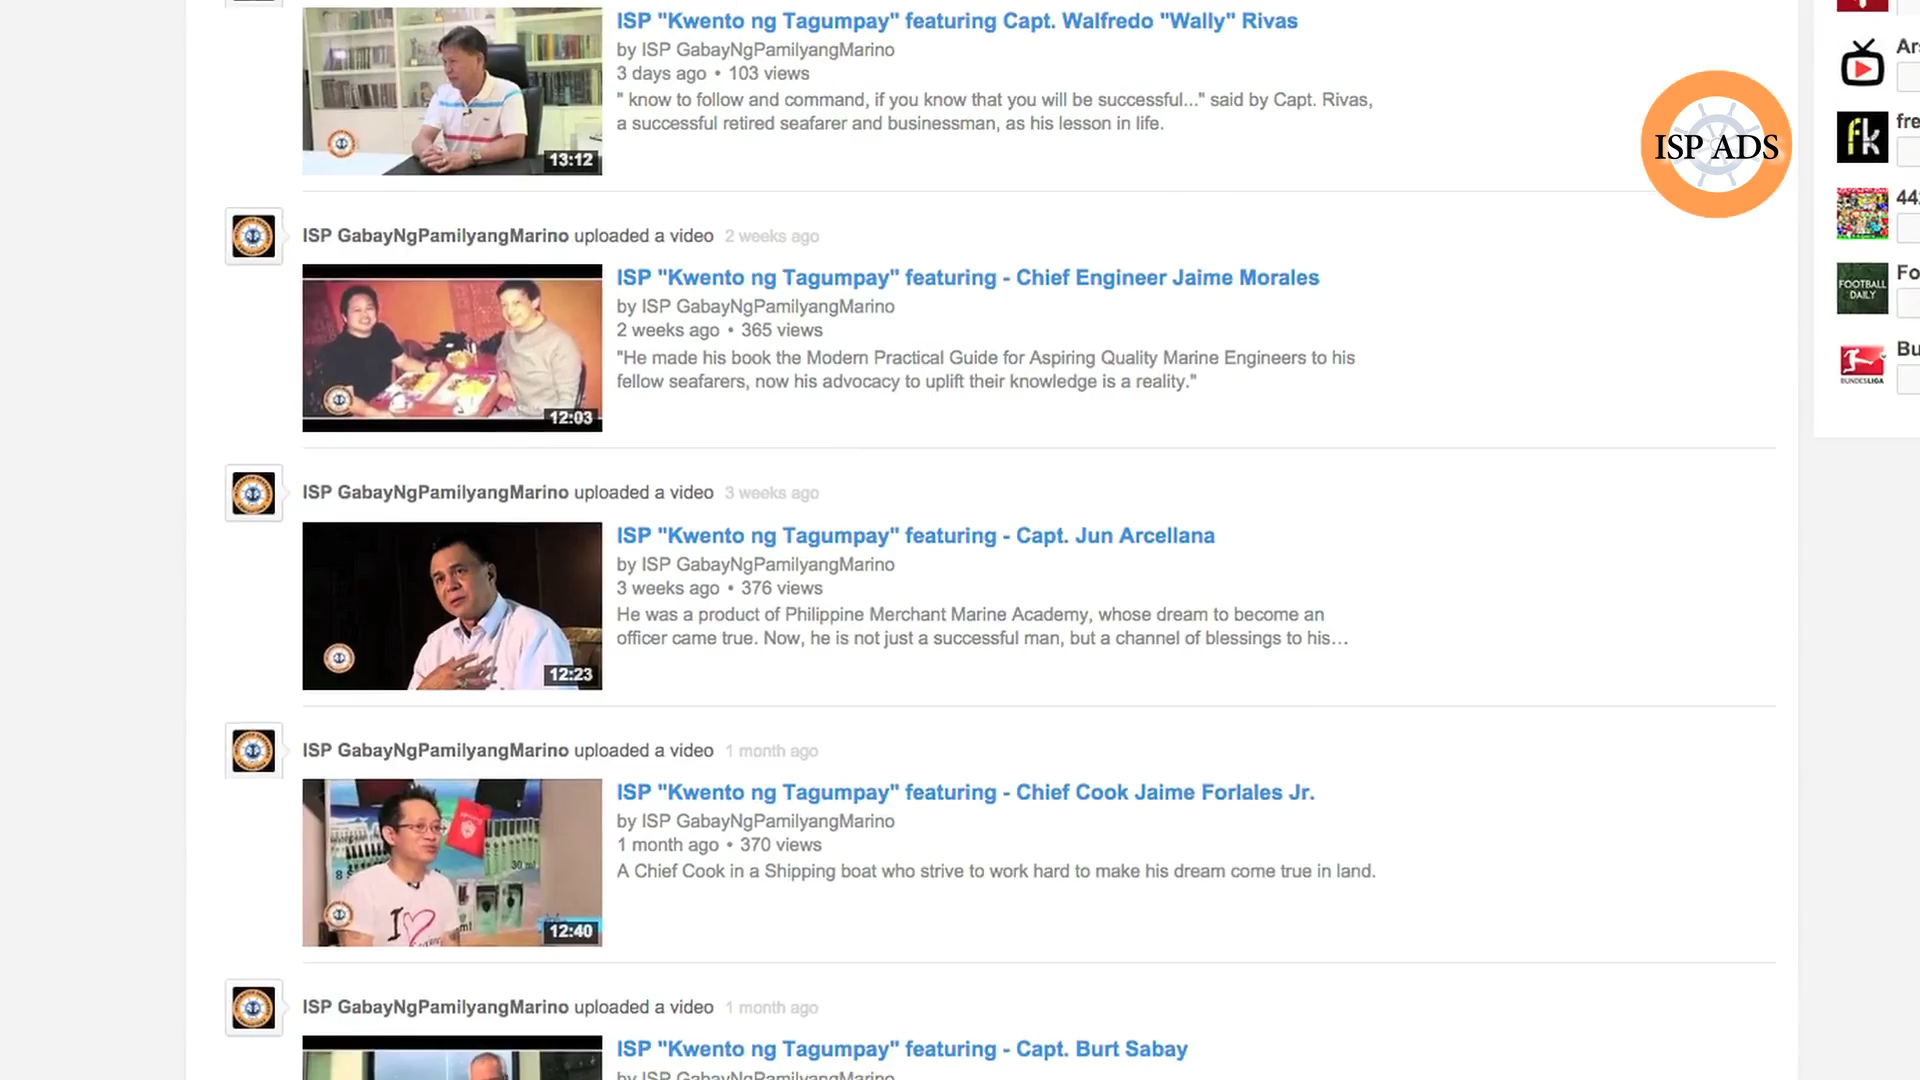 ISP "Kwento ng Tagumpay" featuring Capt. Walfredo "Wally" Rivas
by ISP GabayNgPamilyangMarino
3 days ago • 103 views
" know to follow and command, if you know that you will be successful..." said by Capt. Rivas,
a successful retired seafarer and businessman, as his lesson in life.
13:12
ISP ADS
Ars
fre
fk
442
ISP GabayNgPamilyangMarino uploaded a video 2 weeks ago
ISP "Kwento ng Tagumpay" featuring - Chief Engineer Jaime Morales
by ISP GabayNgPamilyangMarino
2 weeks ago • 365 views
"He made his book the Modern Practical Guide for Aspiring Quality Marine Engineers to his
fellow seafarers, now his advocacy to uplift their knowledge is a reality."
12:03
Fo
FOOTBALL
DAILY
Bu
BUNDESLIGA
ISP GabayNgPamilyangMarino uploaded a video 3 weeks ago
ISP "Kwento ng Tagumpay" featuring - Capt. Jun Arcellana
by ISP GabayNgPamilyangMarino
3 weeks ago • 376 views
He was a product of Philippine Merchant Marine Academy, whose dream to become an
officer came true. Now, he is not just a successful man, but a channel of blessings to his...
12:23
ISP GabayNgPamilyangMarino uploaded a video 1 month ago
ISP "Kwento ng Tagumpay" featuring - Chief Cook Jaime Forlales Jr.
by ISP GabayNgPamilyangMarino
1 month ago • 370 views
A Chief Cook in a Shipping boat who strive to work hard to make his dream come true in land.
30 ml
I
12:40
ISP GabayNgPamilyangMarino uploaded a video 1 month ago
ISP "Kwento ng Tagumpay" featuring - Capt. Burt Sabay
by ISP GabayNgPamilyangMarino